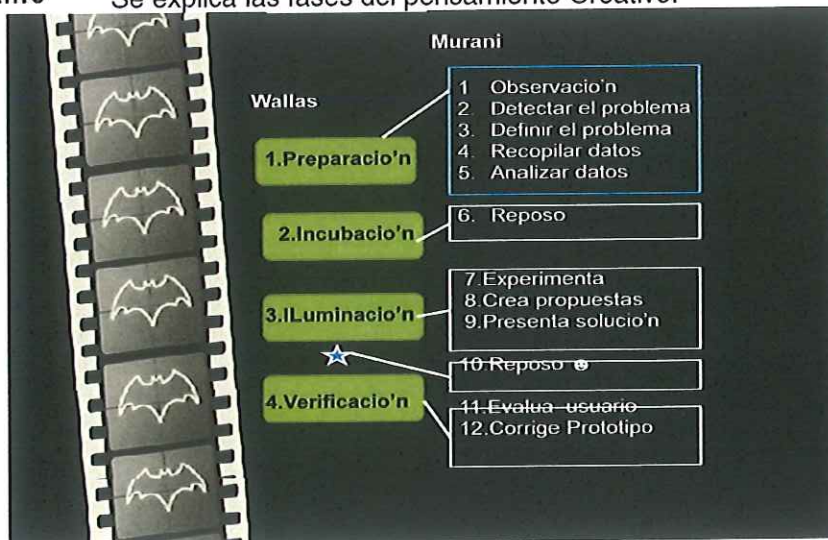 Se explica las fases del pensamiento Creativo.
Murani
Wallas
1 Observacio'n
2. Detectar el problema
3. Definir el problema
4. Recopilar datos
5. Analizar datos
1.Preparacio'n
6. Reposo
2.Incubacio'n
7.Experimenta
8.Crea propuestas
9.Presenta solucio'n
3.ILuminacio'n
10.Reposo ☻
4.Verificacio'n
11.Evalua usuario
12.Corrige Prototipo